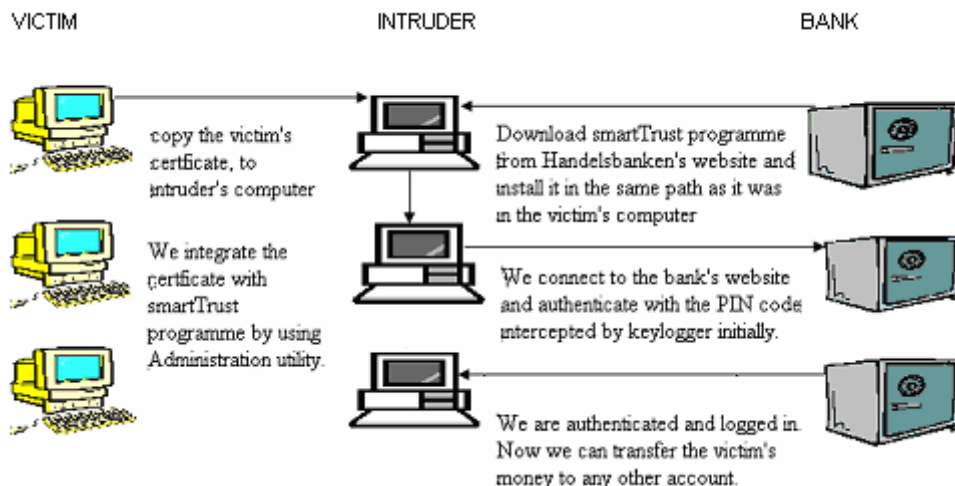 VICTIM
INTRUDER
BANK
copy the victim's
certficate, to
intruder's computer
Download smartTrust programme
from Handelsbanken's website and
install it in the same path as it was
in the victim's computer
We integrate the
certficate with
smartTrust
programme by using
Administration utility.
We connect to the bank's website
and authenticate with the PIN code
intercepted by keylogger initially.
We are authenticated and logged in.
Now we can transfer the victim's
money to any other account.